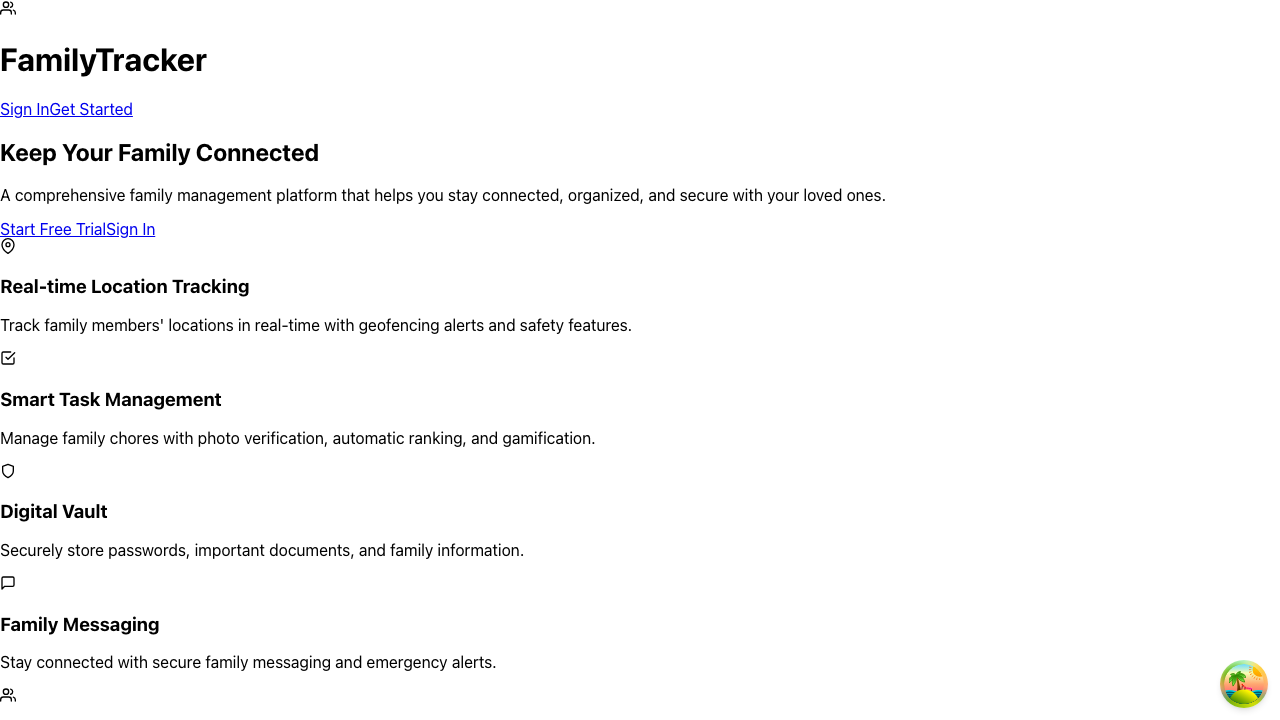 FamilyTracker
Sign InGet Started
Keep Your Family Connected
A comprehensive family management platform that helps you stay connected, organized, and secure with your loved ones.
Start Free TrialSign In
Real-time Location Tracking
Track family members' locations in real-time with geofencing alerts and safety features.
Smart Task Management
Manage family chores with photo verification, automatic ranking, and gamification.
Digital Vault
Securely store passwords, important documents, and family information.
Family Messaging
Stay connected with secure family messaging and emergency alerts.